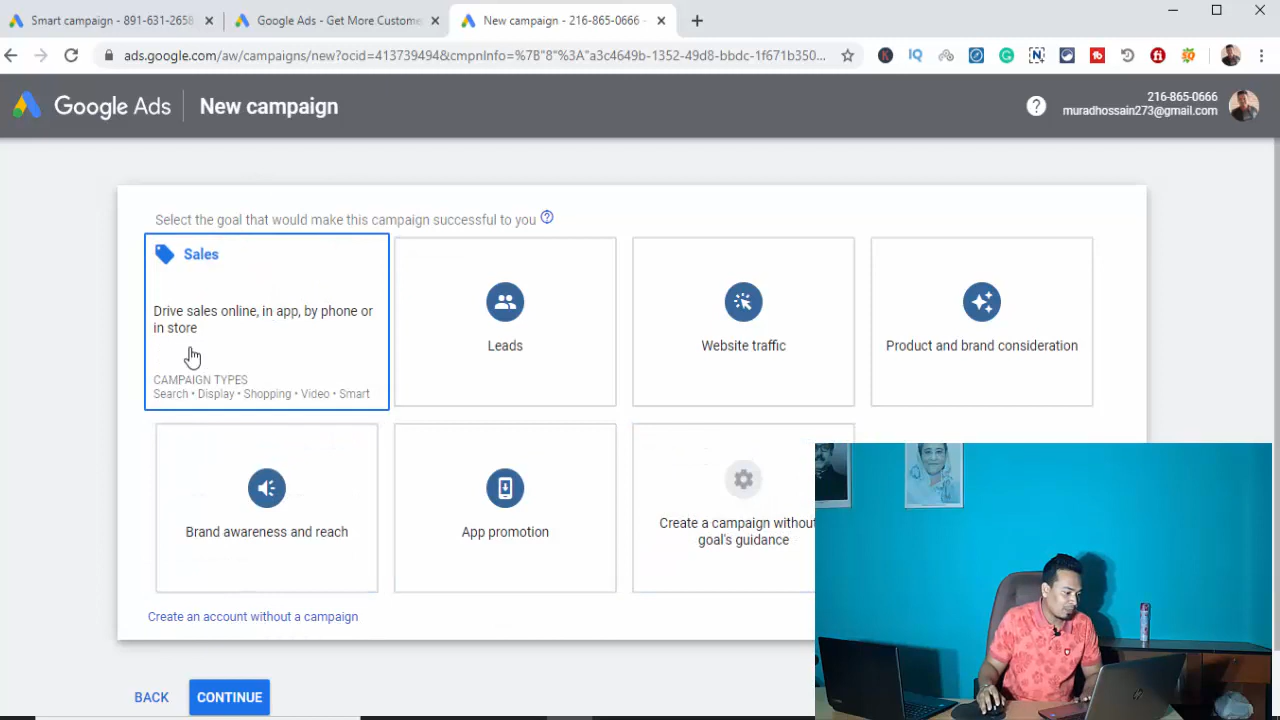 Smart campaign - 891-631-2658
Google Ads - Get More Custome
New campaign - 216-865-0666 -
ads.google.com/aw/campaigns/new?ocid=413739494&cmpnInfo=%7B"8"%3A"a3c4649b-1352-49d8-bbdc-1f671b350...
Google Ads
New campaign
216-865-0666
muradhossain273@gmail.com
Select the goal that would make this campaign successful to you
Sales
Drive sales online, in app, by phone or
in store
CAMPAIGN TYPES
Search • Display • Shopping • Video • Smart
Leads
Website traffic
Product and brand consideration
Brand awareness and reach
App promotion
Create a campaign without
goal's guidance
Create an account without a campaign
BACK
CONTINUE